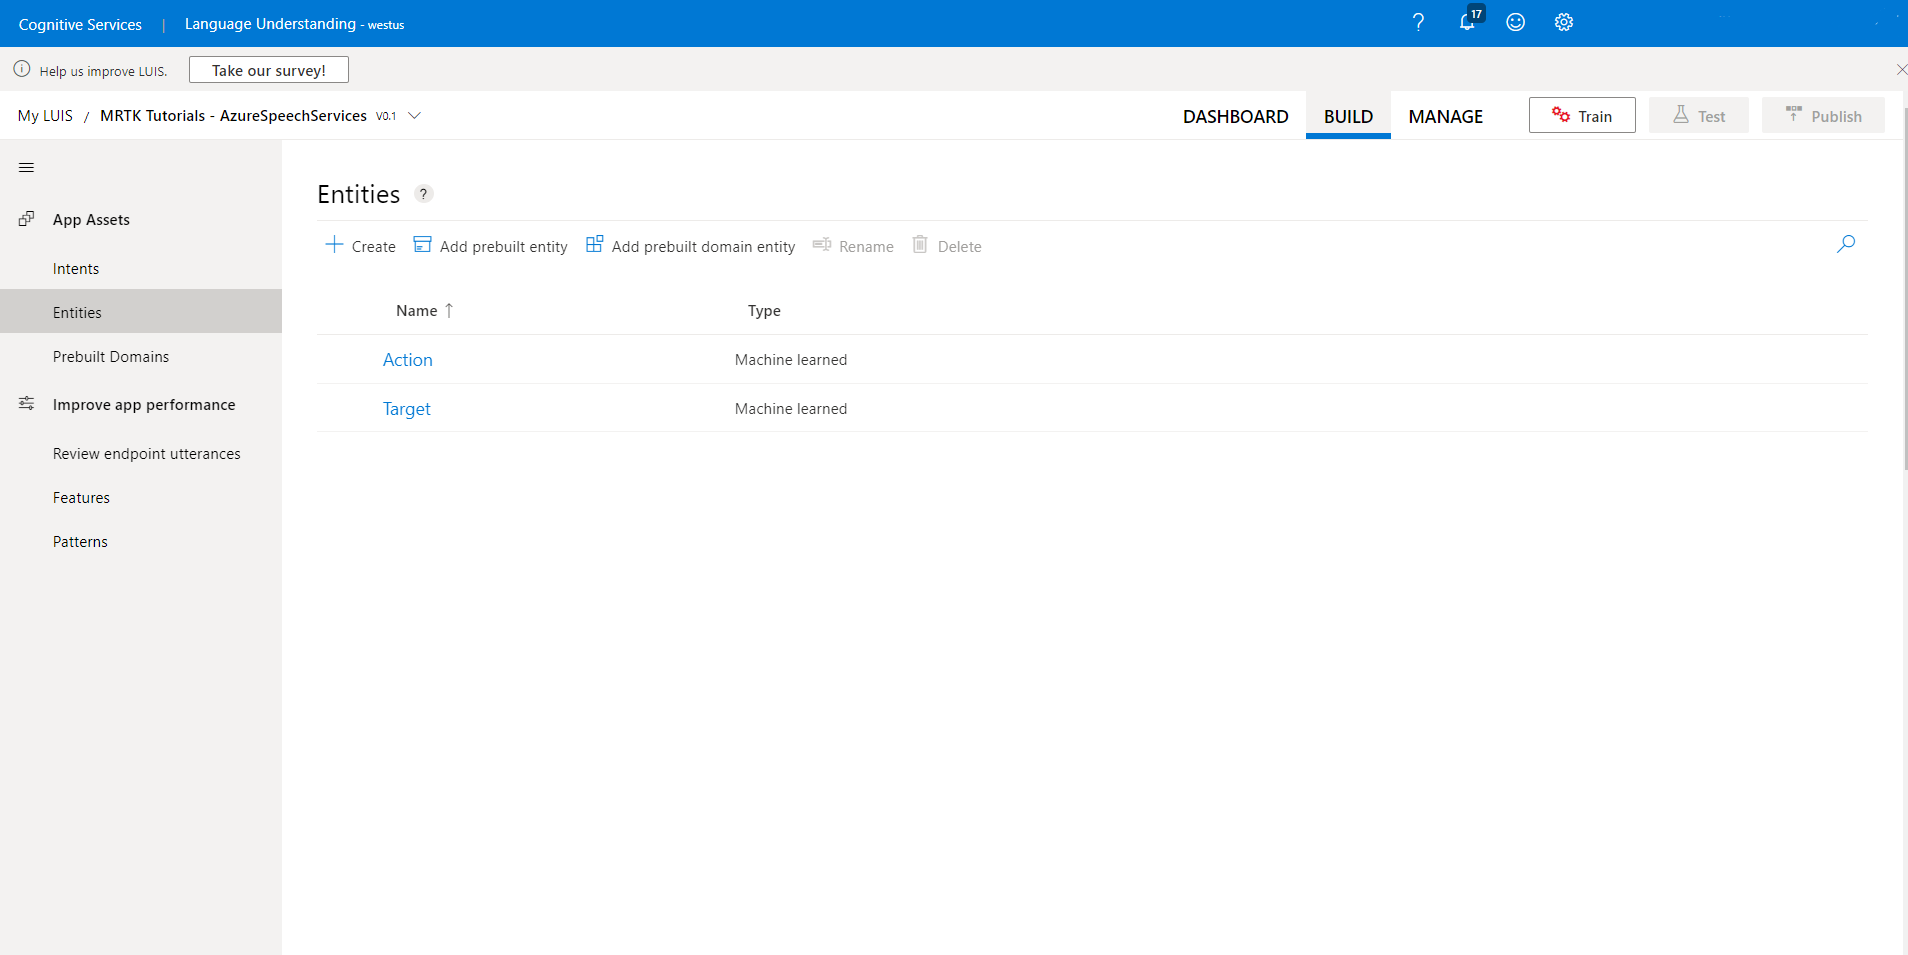 Cognitive Services | Language Understanding - westus 17
Help us improve LUIS. Take our survey!
My LUIS / MRTK Tutorials - AzureSpeechServices V0.1 DASHBOARD BUILD MANAGE Train Test Publish
App Assets
Intents
Entities
Prebuilt Domains
Improve app performance
Review endpoint utterances
Features
Patterns
Entities ?
Create Add prebuilt entity Add prebuilt domain entity Rename Delete
Name ↑ Type
Action Machine learned
Target Machine learned